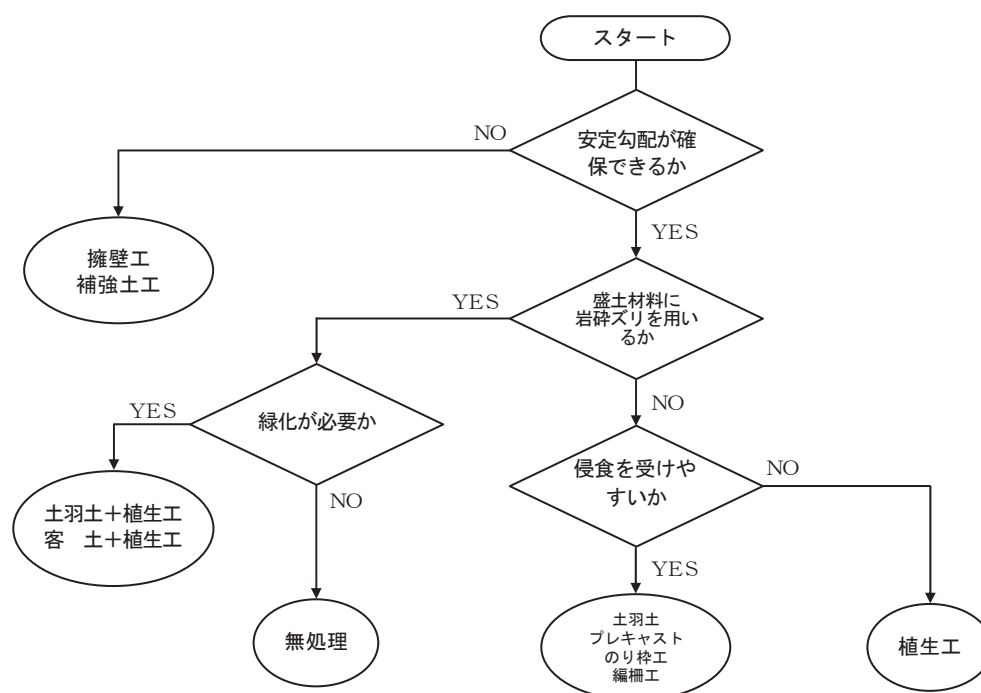 スタート
安定勾配が確
保できるか
NO
YES
擁壁工
補強土工
盛土材料に
岩砕ズリを用い
るか
YES
NO
緑化が必要か
YES
NO
侵食を受けや
すいか
NO
YES
土羽土＋植生工
客　土＋植生工
無処理
土羽土
プレキャスト
のり枠工
編柵工
植生工